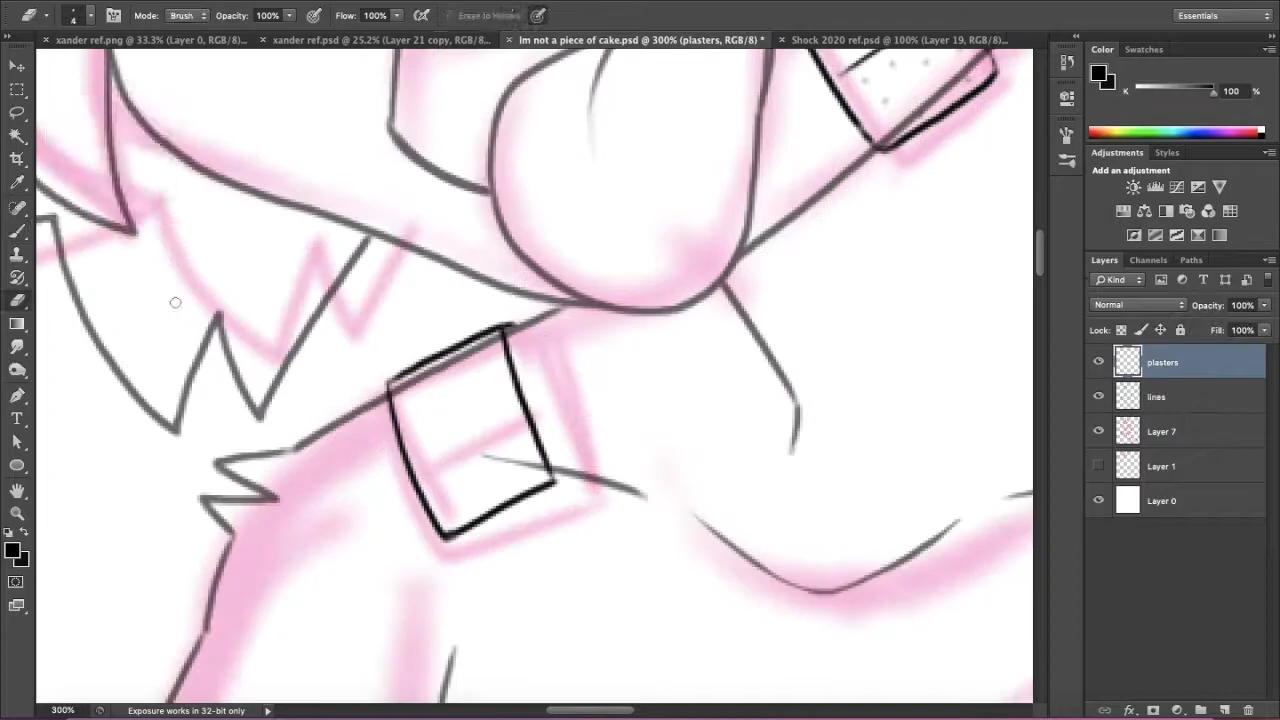 4 Mode: Brush Opacity: 100% Flow: 100% Erase to History Essentials
xander ref.png @ 33.3% (Layer 0, RGB/8)... xander ref.psd @ 25.2% (Layer 21 copy, RGB/8... Im not a piece of cake.psd @ 300% (plasters, RGB/8) * Shock 2020 ref.psd @ 100% (Layer 19, RGB/8)...
Color Swatches
K 100 %
Adjustments Styles
Add an adjustment
Layers Channels Paths
Kind
Normal Opacity: 100%
Lock: Fill: 100%
plasters
lines
Layer 7
Layer 1
Layer 0
300% Exposure works in 32-bit only